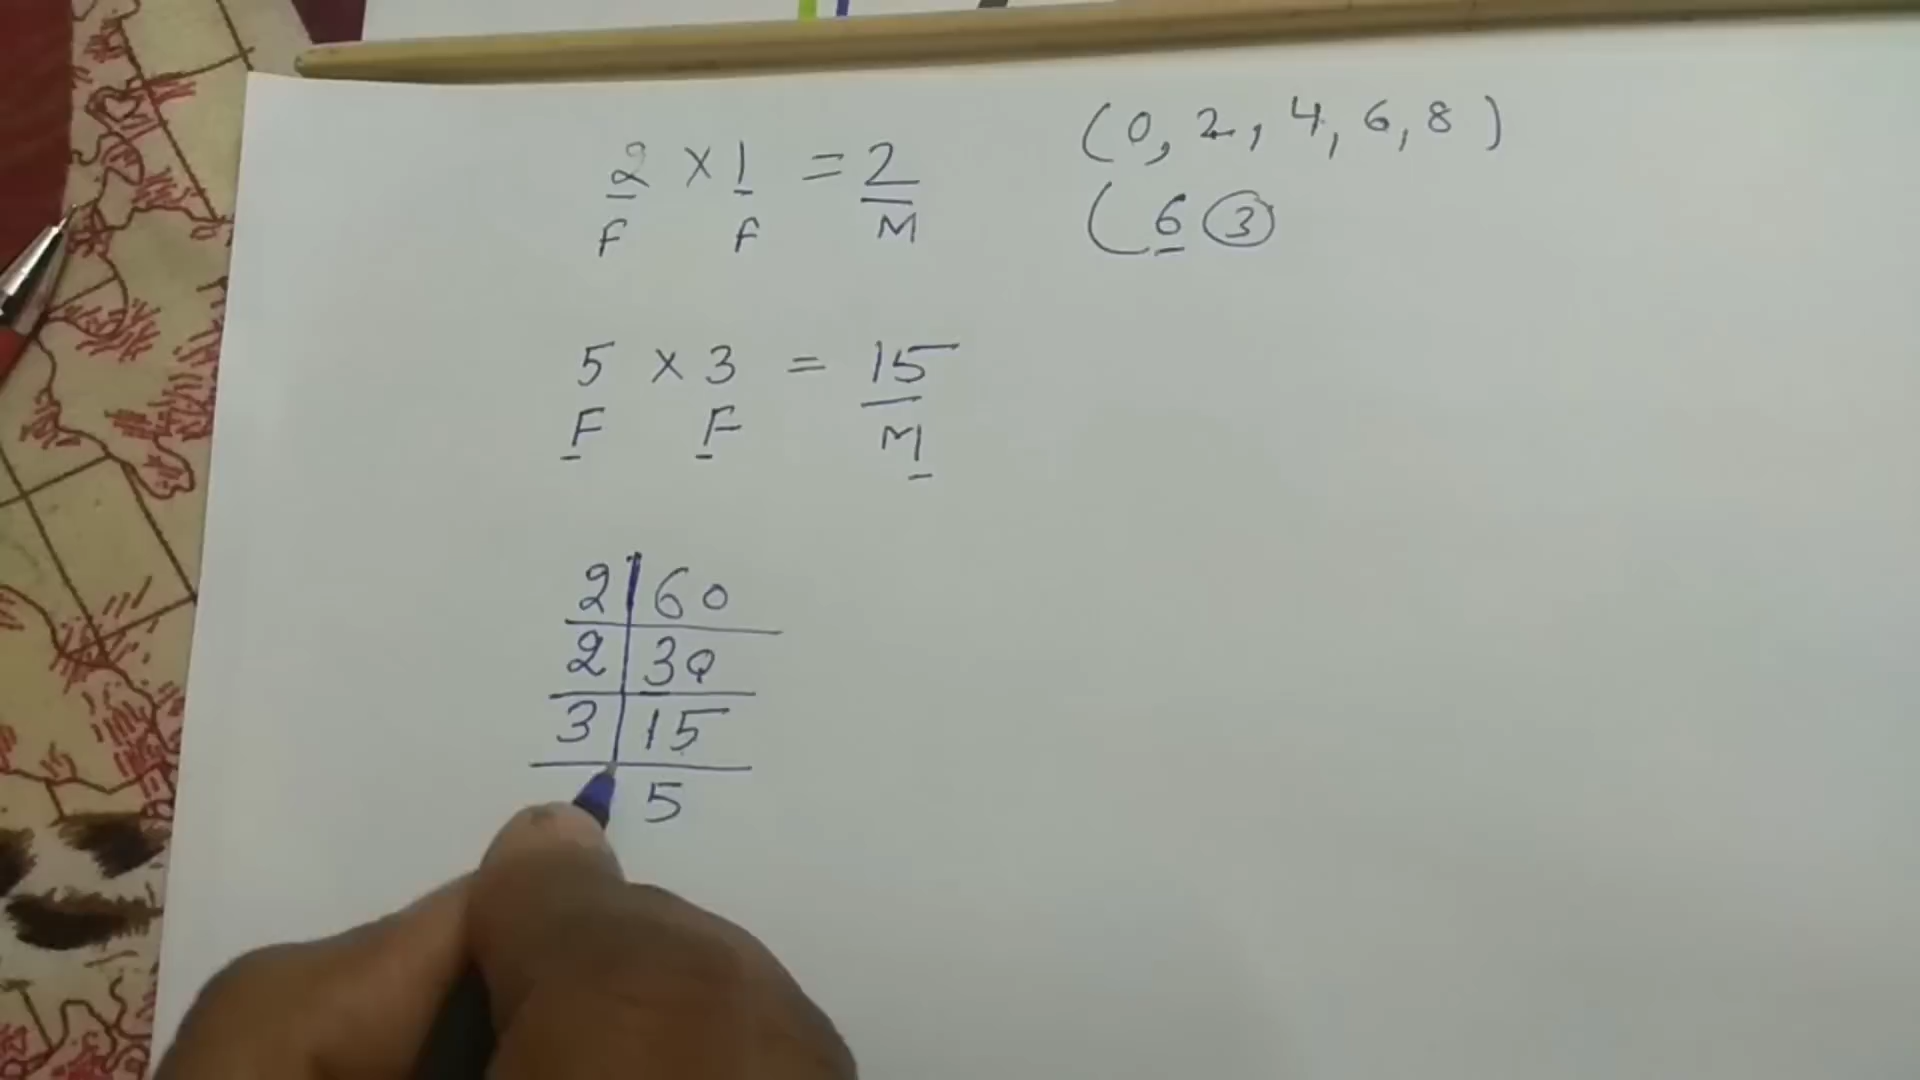 2 × 1 = 2
F F M
(0, 2, 4, 6, 8)
( 6 3
5 × 3 = 15
F F M
2 | 60
2 | 30
3 | 15
5